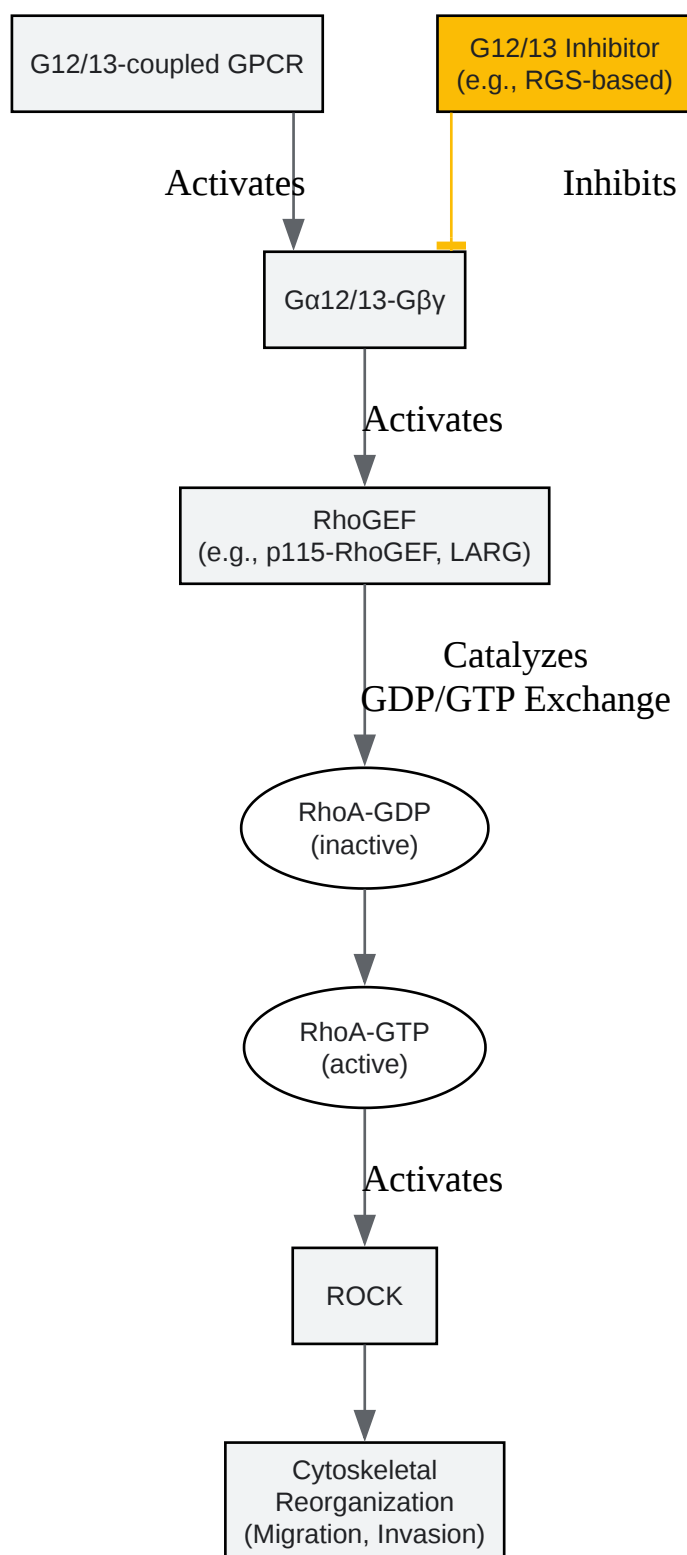 G12/13-coupled GPCR
G12/13 Inhibitor
(e.g., RGS-based)
Activates
Inhibits
Gα12/13-Gβγ
Activates
RhoGEF
(e.g., p115-RhoGEF, LARG)
Catalyzes
GDP/GTP Exchange
RhoA-GDP
(inactive)
RhoA-GTP
(active)
Activates
ROCK
Cytoskeletal
Reorganization
(Migration, Invasion)